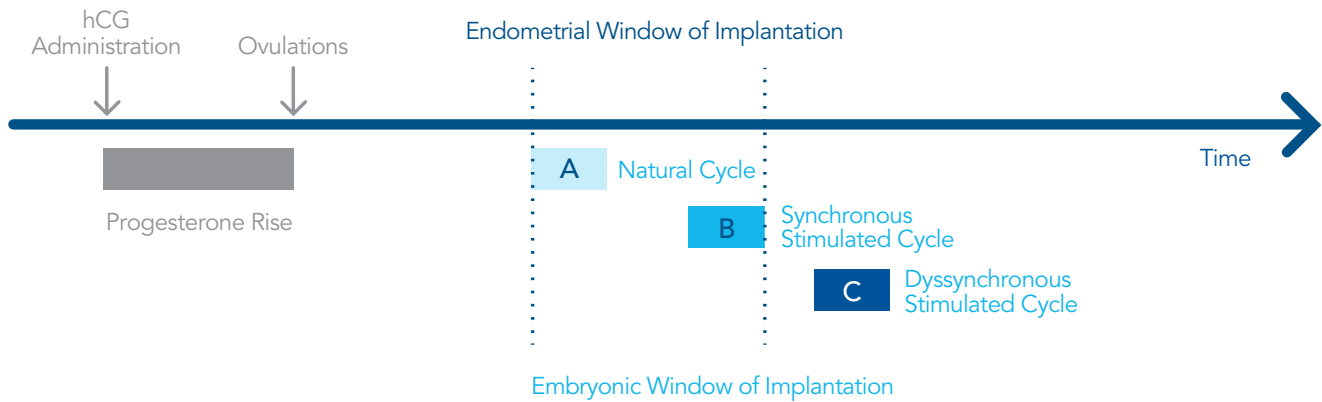 hCG
Administration
Ovulations
Endometrial Window of Implantation
Time
A
Natural Cycle
Progesterone Rise
B
Synchronous
Stimulated Cycle
C
Dyssynchronous
Stimulated Cycle
Embryonic Window of Implantation